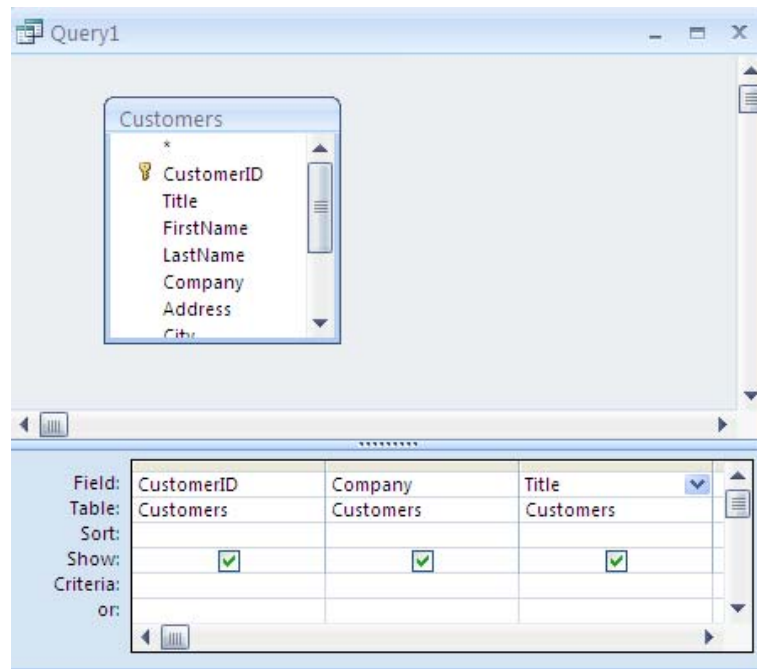 Query1
Customers
*
CustomerID
Title
FirstName
LastName
Company
Address
City
Field: CustomerID Company Title
Table: Customers Customers Customers
Sort:
Show:
Criteria:
or: